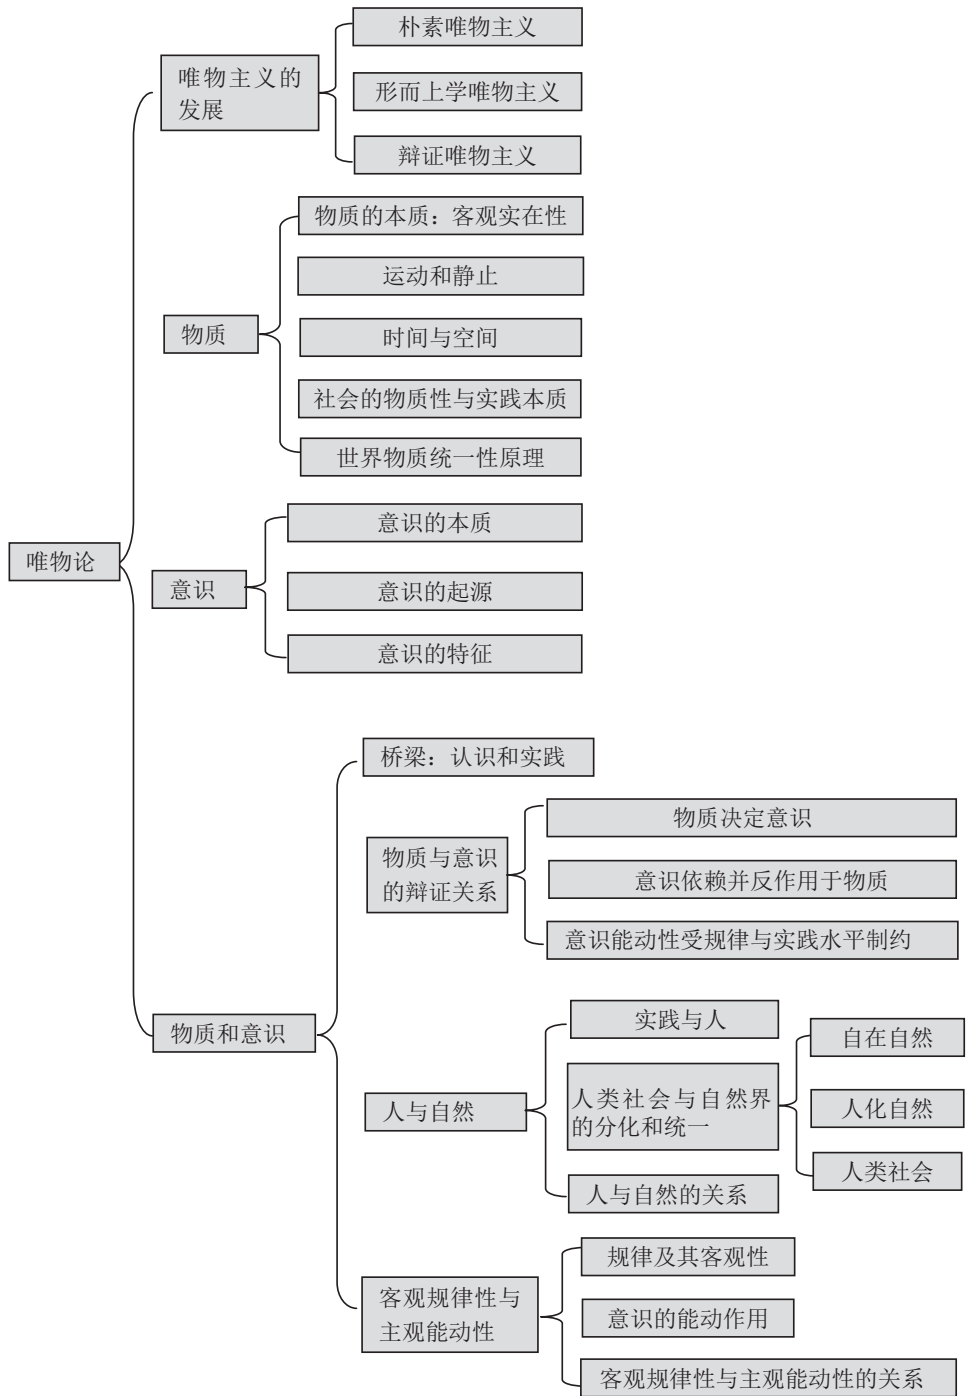 朴素唯物主义
唯物主义的
发展
形而上学唯物主义
辩证唯物主义
物质的本质：客观实在性
运动和静止
物质
时间与空间
社会的物质性与实践本质
世界物质统一性原理
唯物论
意识的本质
意识
意识的起源
意识的特征
桥梁：认识和实践
物质与意识
的辩证关系
物质决定意识
意识依赖并反作用于物质
意识能动性受规律与实践水平制约
物质和意识
实践与人
人与自然
人类社会与自然界
的分化和统一
自在自然
人化自然
人类社会
人与自然的关系
客观规律性与
主观能动性
规律及其客观性
意识的能动作用
客观规律性与主观能动性的关系